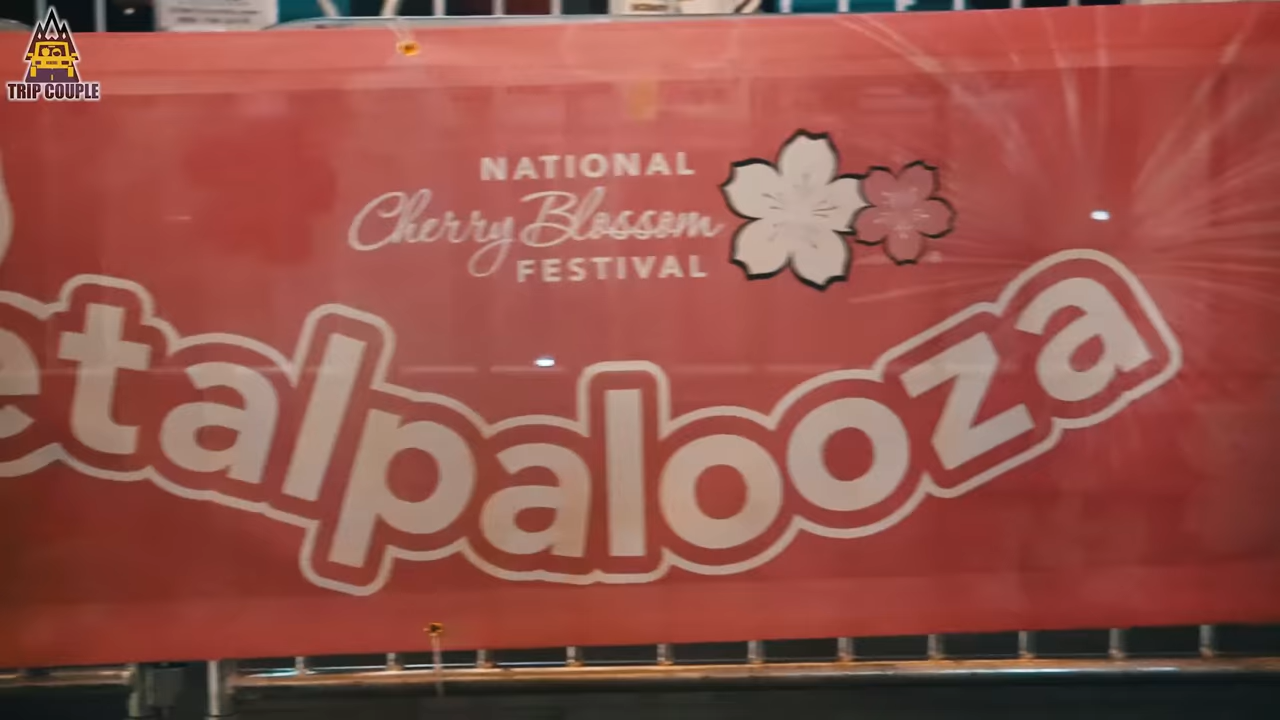 TRIP COUPLE
NATIONAL
Cherry Blossom
FESTIVAL
etalpalooza